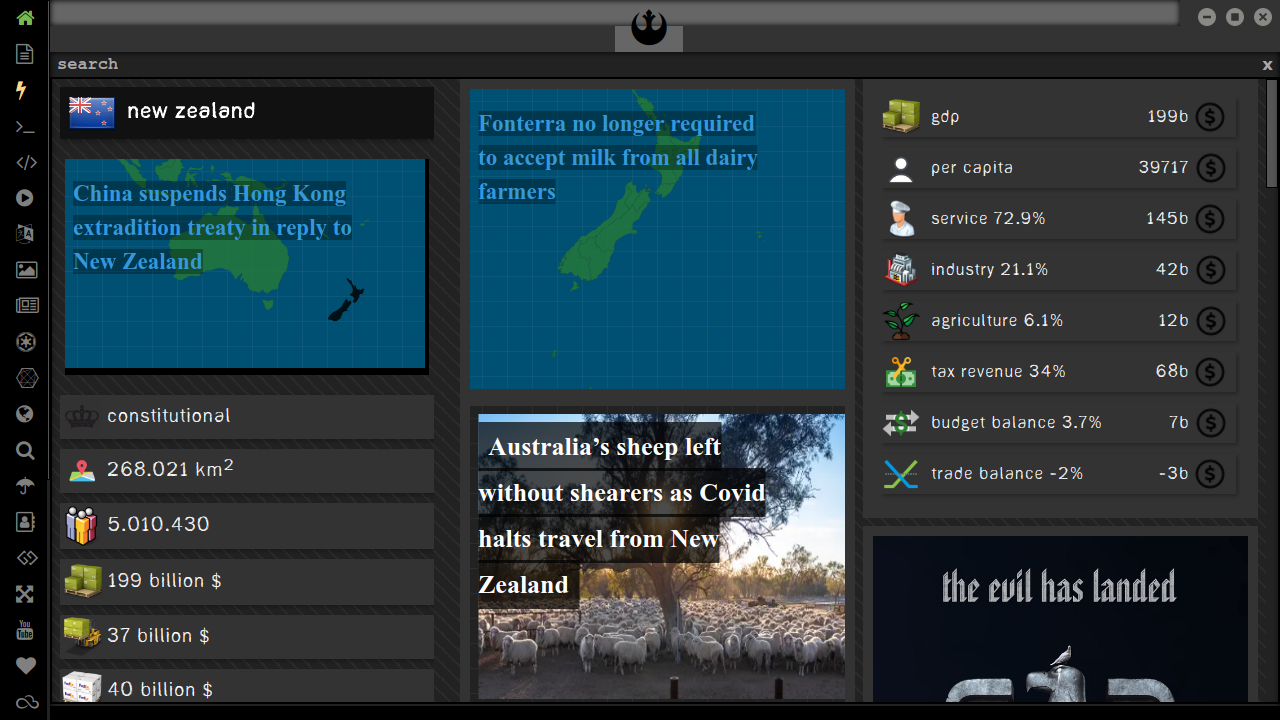 search
x
new zealand
China suspends Hong Kong
extradition treaty in reply to
New Zealand
constitutional
268.021 km²
5.010.430
199 billion $
37 billion $
40 billion $
Fonterra no longer required
to accept milk from all dairy
farmers
Australia’s sheep left
without shearers as Covid
halts travel from New
Zealand
gdp 199b $
per capita 39717 $
service 72.9% 145b $
industry 21.1% 42b $
agriculture 6.1% 12b $
tax revenue 34% 68b $
budget balance 3.7% 7b $
trade balance -2% -3b $
the evil has landed
You
Tube